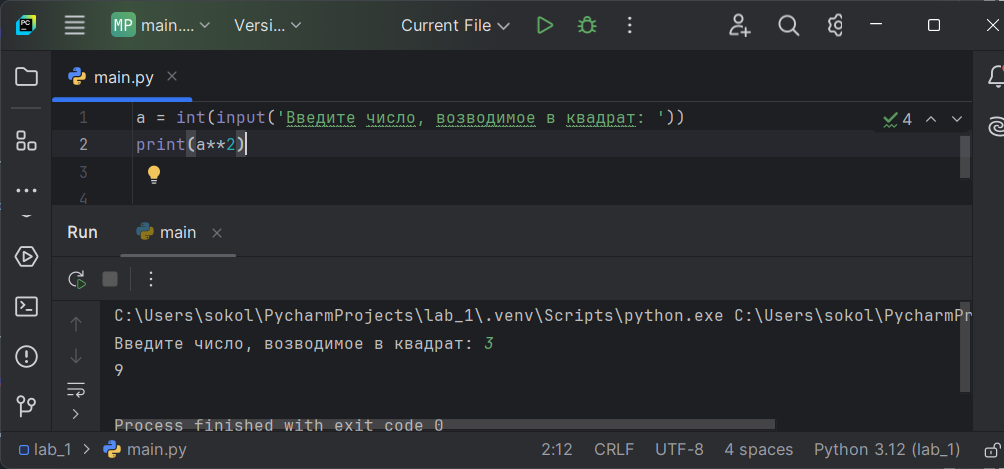 PC
MP main.... Versi... Current File
main.py
1 a = int(input('Введите число, возводимое в квадрат: '))
4
2 print(a**2)
3
4
Run main
C:\Users\sokol\PycharmProjects\lab_1\.venv\Scripts\python.exe C:\Users\sokol\PycharmPr
Введите число, возводимое в квадрат: 3
9
Process finished with exit code 0
lab_1 > main.py 2:12 CRLF UTF-8 4 spaces Python 3.12 (lab_1)